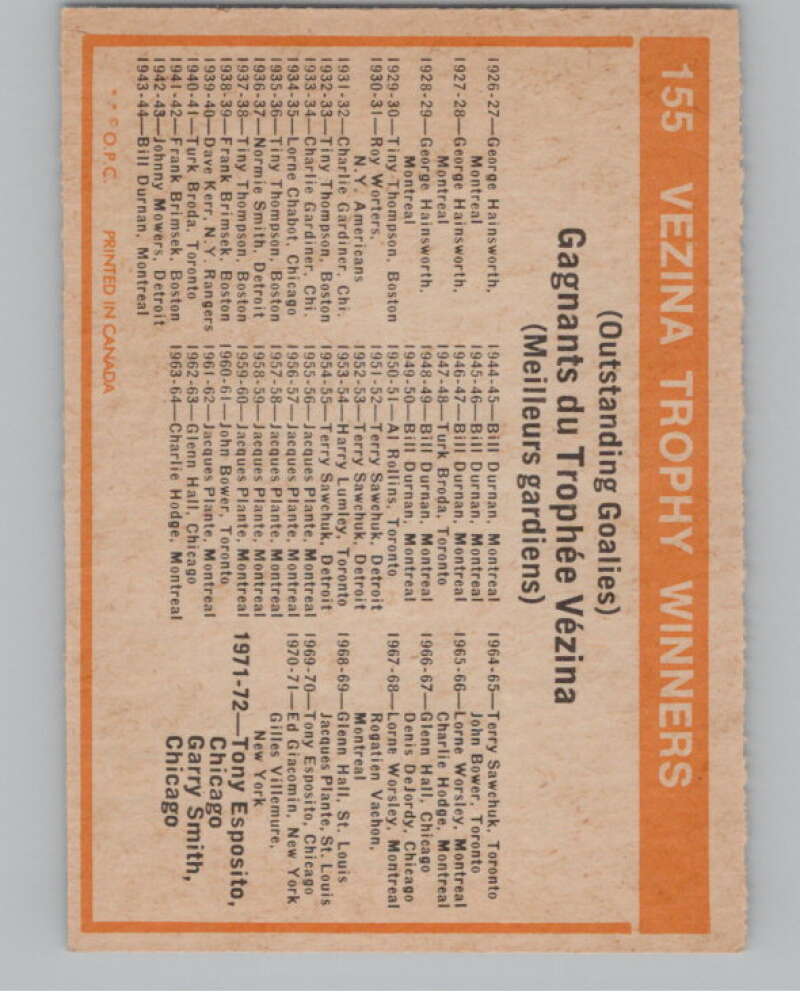 155 VEZINA TROPHY WINNERS
(Outstanding Goalies)
Gagnants du Trophée Vézina
(Meilleurs gardiens)
1926-27—George Hainsworth,
Montreal
1927-28—George Hainsworth,
Montreal
1928-29—George Hainsworth,
Montreal
1929-30—Tiny Thompson, Boston
1930-31—Roy Worters,
N.Y. Americans
1931-32—Charlie Gardiner, Chi.
1932-33—Tiny Thompson, Boston
1933-34—Charlie Gardiner, Chi.
1934-35—Lorne Chabot, Chicago
1935-36—Tiny Thompson, Boston
1936-37—Normie Smith, Detroit
1937-38—Tiny Thompson, Boston
1938-39—Frank Brimsek, Boston
1939-40—Dave Kerr, N.Y. Rangers
1940-41—Turk Broda, Toronto
1941-42—Frank Brimsek, Boston
1942-43—Johnny Mowers, Detroit
1943-44—Bill Durnan, Montreal
1944-45—Bill Durnan, Montreal
1945-46—Bill Durnan, Montreal
1946-47—Bill Durnan, Montreal
1947-48—Turk Broda, Toronto
1948-49—Bill Durnan, Montreal
1949-50—Bill Durnan, Montreal
1950-51—Al Rollins, Toronto
1951-52—Terry Sawchuk, Detroit
1952-53—Terry Sawchuk, Detroit
1953-54—Harry Lumley, Toronto
1954-55—Terry Sawchuk, Detroit
1955-56—Jacques Plante, Montreal
1956-57—Jacques Plante, Montreal
1957-58—Jacques Plante, Montreal
1958-59—Jacques Plante, Montreal
1959-60—Jacques Plante, Montreal
1960-61—John Bower, Toronto
1961-62—Jacques Plante, Montreal
1962-63—Glenn Hall, Chicago
1963-64—Charlie Hodge, Montreal
1964-65—Terry Sawchuk, Toronto
John Bower, Toronto
1965-66—Lorne Worsley, Montreal
Charlie Hodge, Montreal
1966-67—Glenn Hall, Chicago
Denis DeJordy, Chicago
1967-68—Lorne Worsley, Montreal
Rogatien Vachon,
Montreal
1968-69—Glenn Hall, St. Louis
Jacques Plante, St. Louis
1969-70—Tony Esposito, Chicago
1970-71—Ed Giacomin, New York
Gilles Villemure,
New York
1971-72—Tony Esposito,
Chicago
Garry Smith,
Chicago
* * © O.P.C. PRINTED IN CANADA